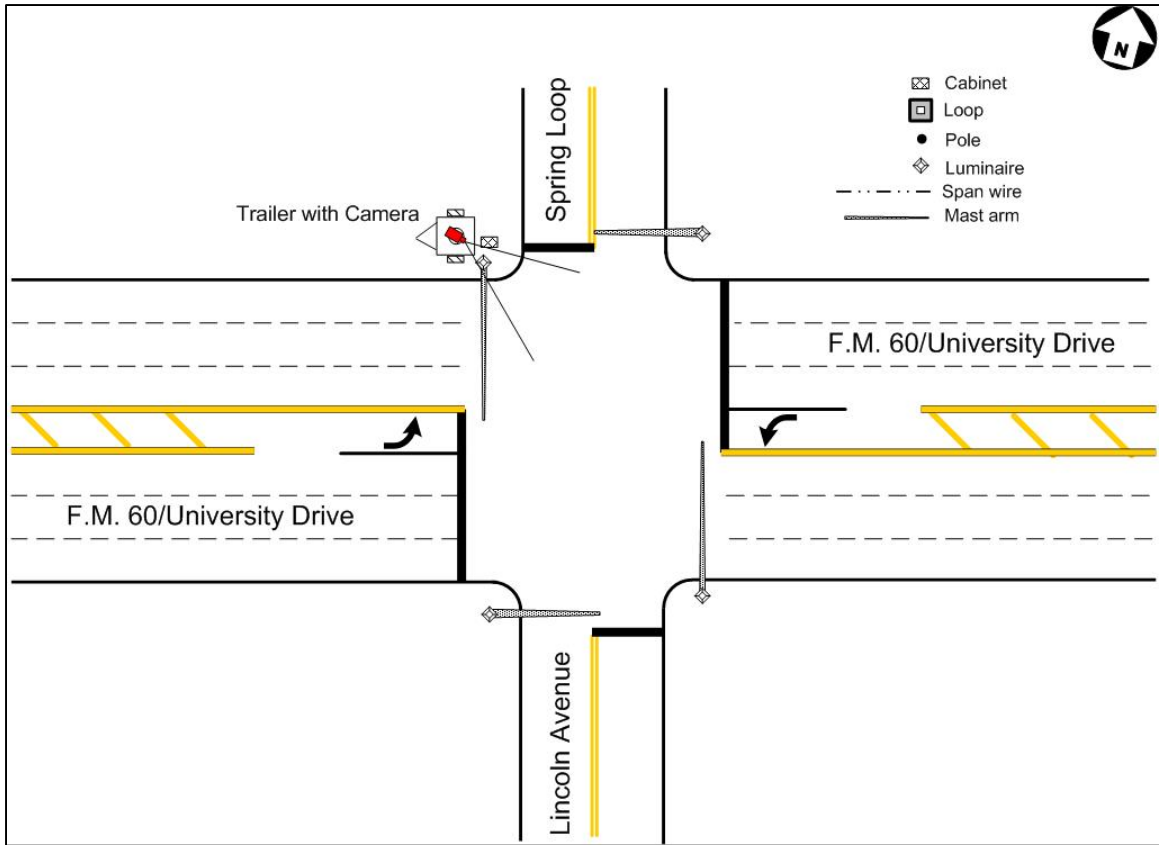 N
Cabinet
Loop
Pole
Luminaire
Span wire
Mast arm
Spring Loop
Trailer with Camera
F.M. 60/University Drive
F.M. 60/University Drive
Lincoln Avenue